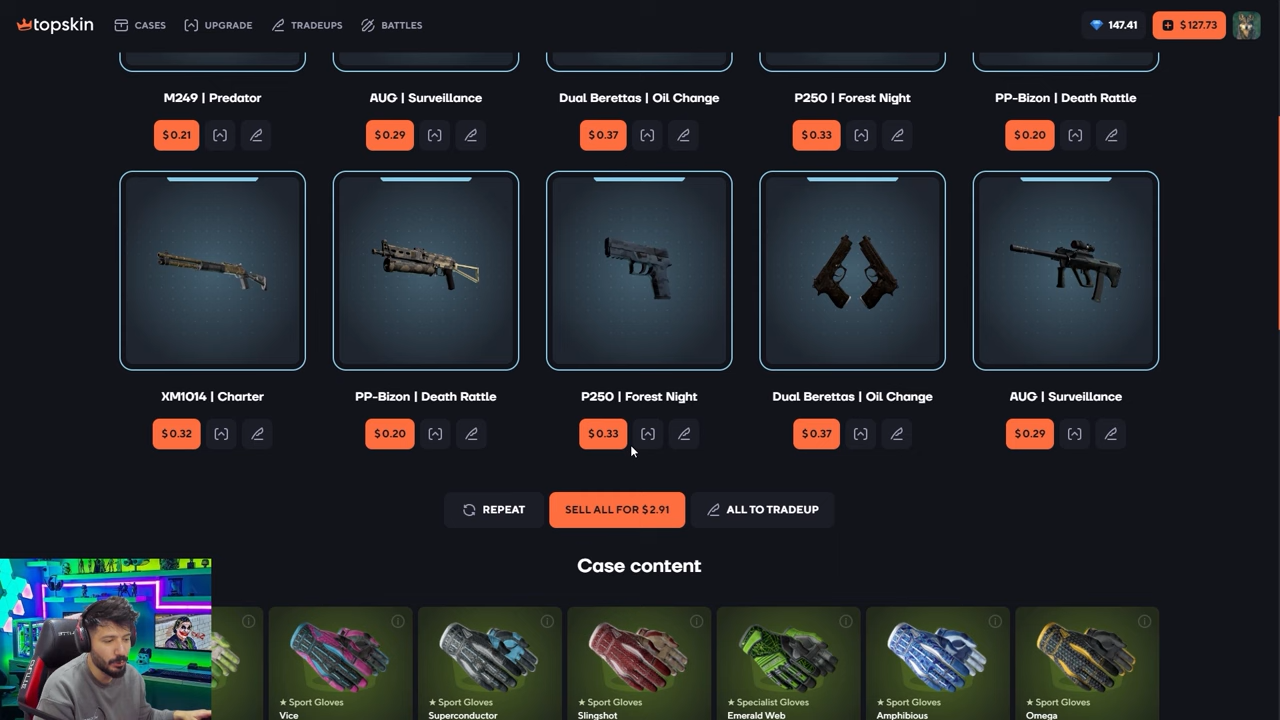 topskin
CASES
UPGRADE
TRADEUPS
BATTLES
147.41
$127.73
M249 | Predator
AUG | Surveillance
Dual Berettas | Oil Change
P250 | Forest Night
PP-Bizon | Death Rattle
$0.21
$0.29
$0.37
$0.33
$0.20
XM1014 | Charter
PP-Bizon | Death Rattle
P250 | Forest Night
Dual Berettas | Oil Change
AUG | Surveillance
$0.32
$0.20
$0.33
$0.37
$0.29
REPEAT
SELL ALL FOR $2.91
ALL TO TRADEUP
Case content
★ Sport Gloves
Vice
★ Sport Gloves
Superconductor
★ Sport Gloves
Slingshot
★ Specialist Gloves
Emerald Web
★ Sport Gloves
Amphibious
★ Sport Gloves
Omega